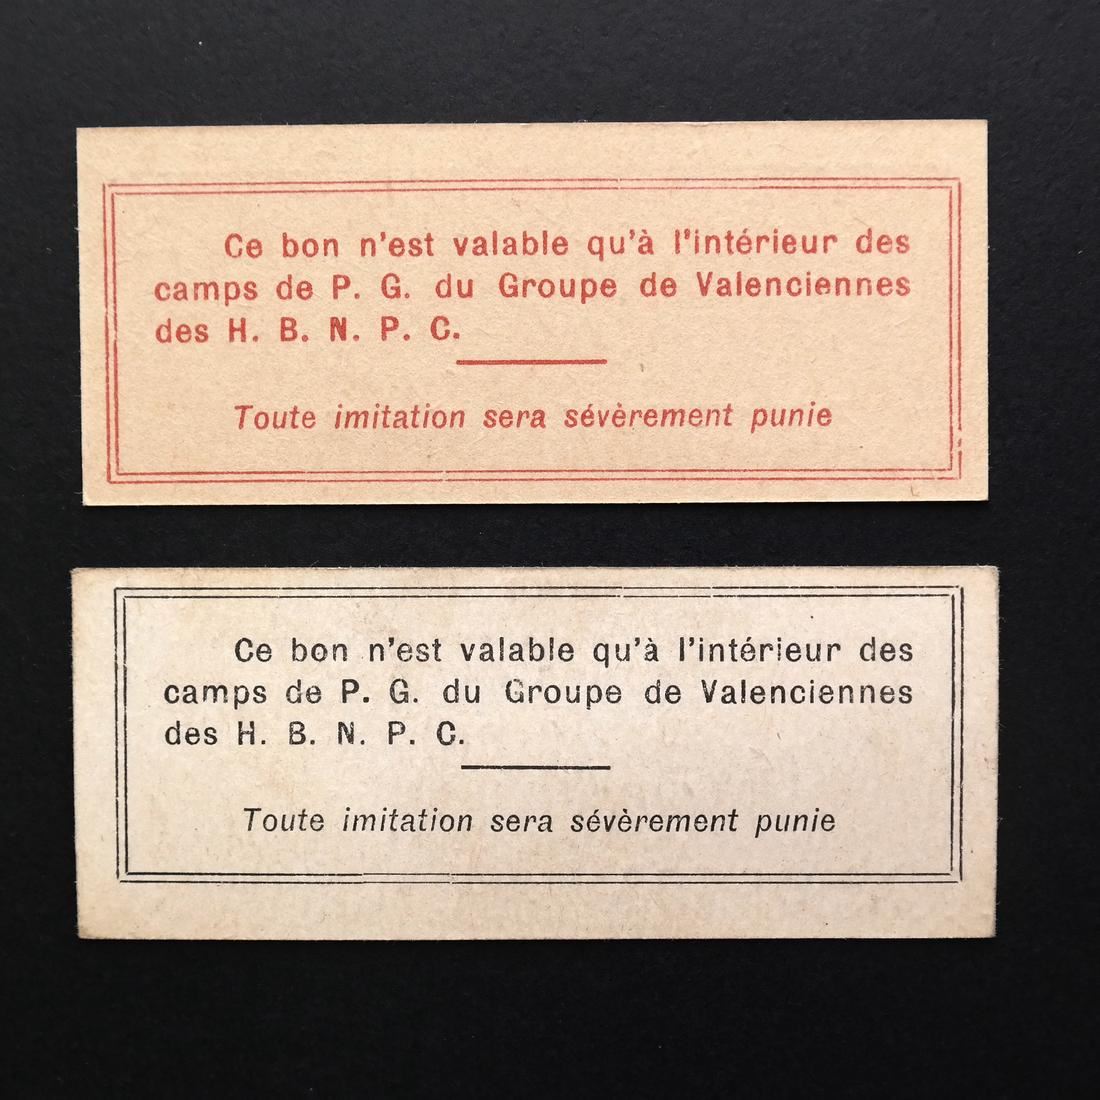 Ce bon n'est valable qu'à l'intérieur des
camps de P. G. du Groupe de Valenciennes
des H. B. N. P. C.
Toute imitation sera sévèrement punie
Ce bon n'est valable qu'à l'intérieur des
camps de P. G. du Groupe de Valenciennes
des H. B. N. P. C.
Toute imitation sera sévèrement punie